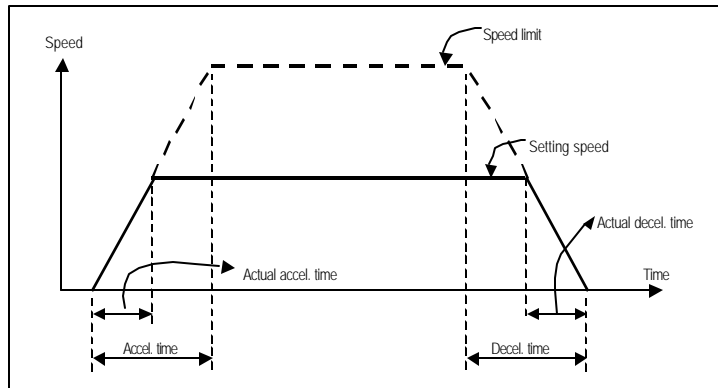 Speed limit
Speed
Setting speed
Actual decel. time
Actual accel. time
Time
Accel. time
Decel. time